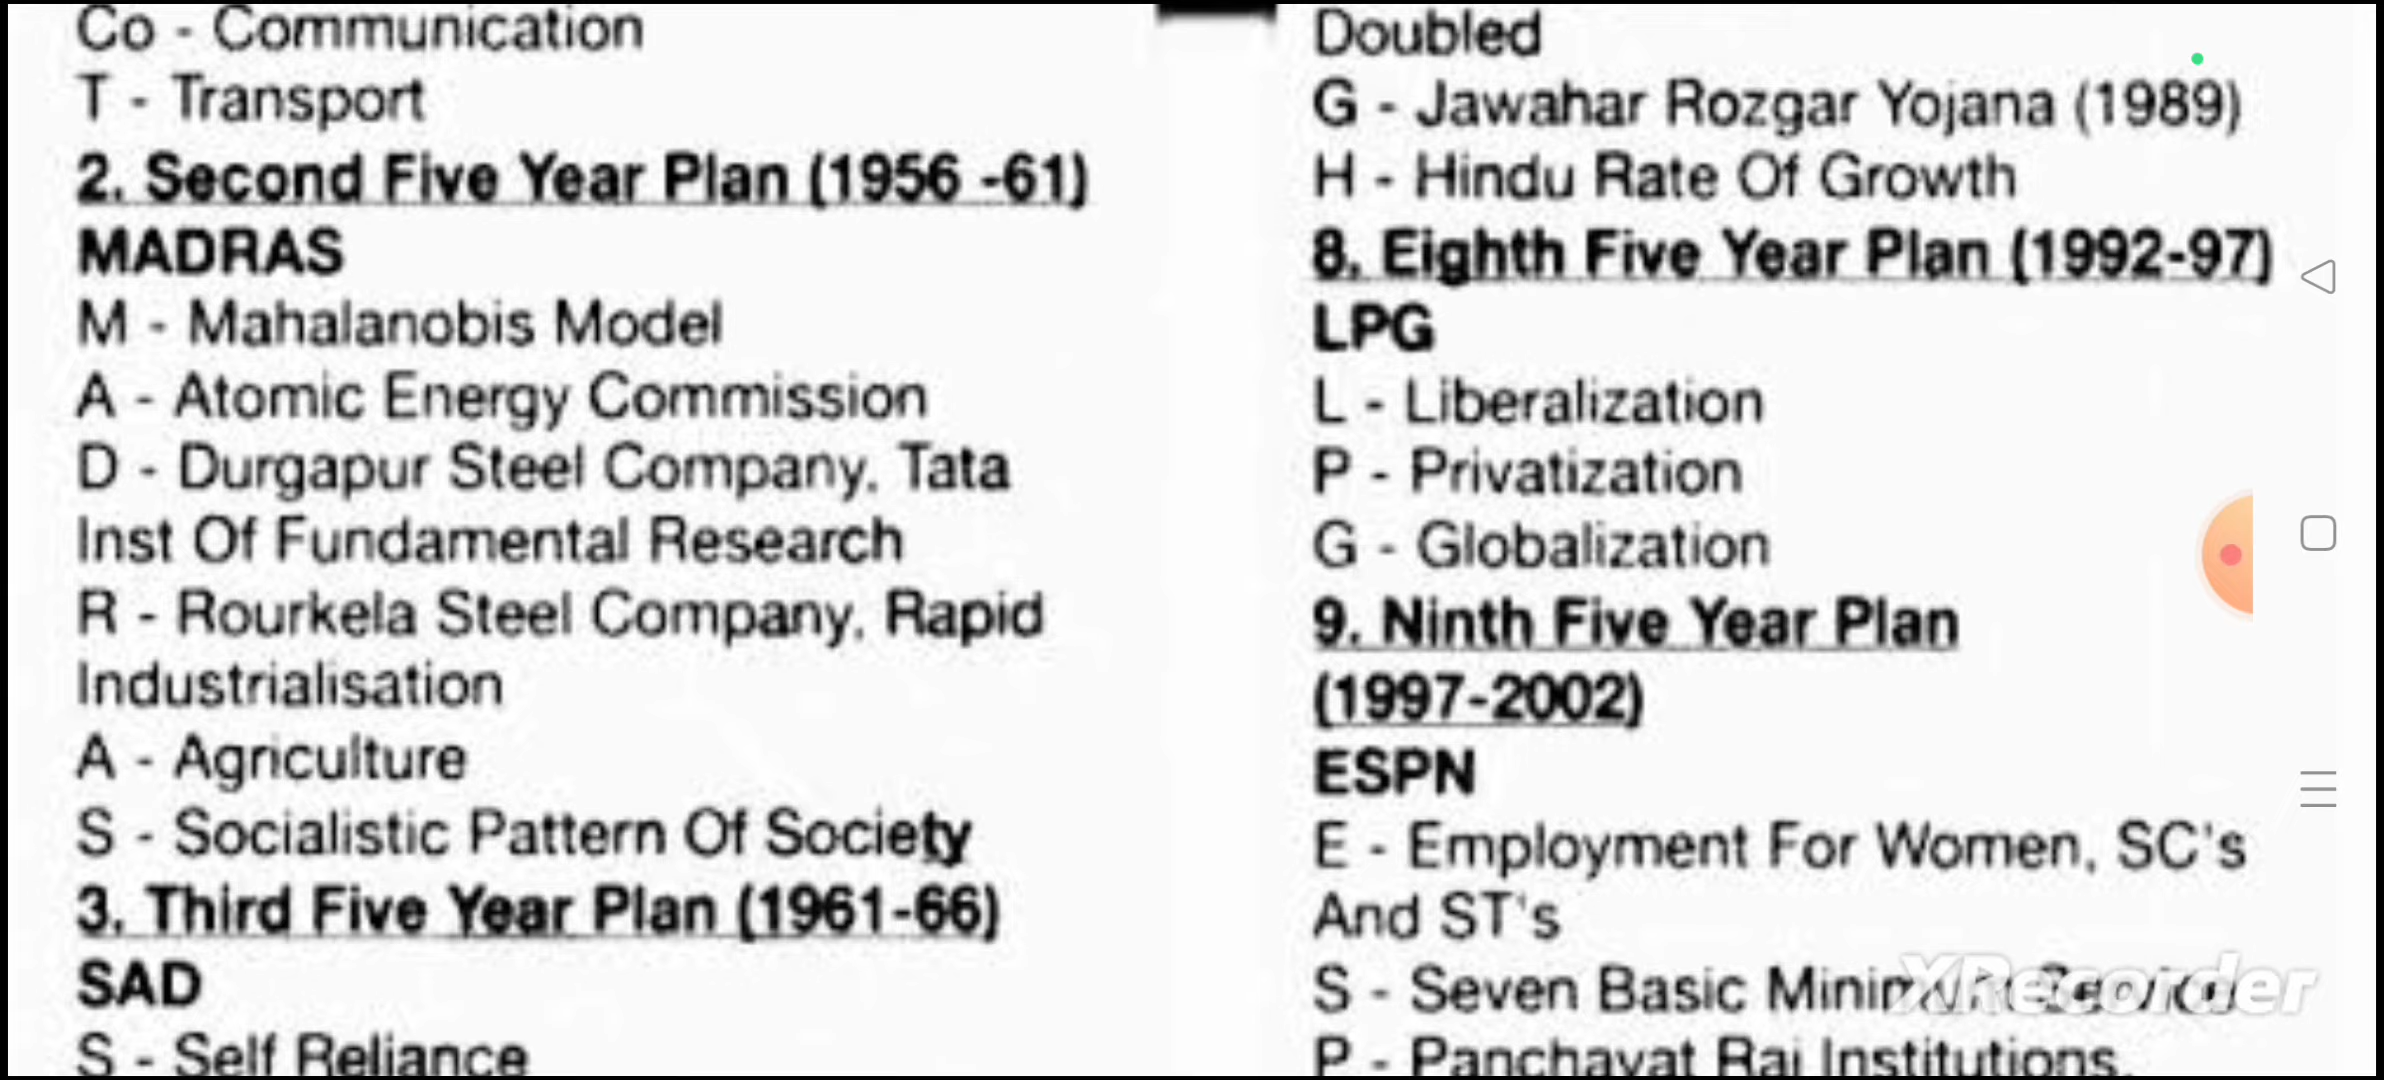 Co - Communication
T - Transport
2. Second Five Year Plan (1956 -61)
MADRAS
M - Mahalanobis Model
A - Atomic Energy Commission
D - Durgapur Steel Company, Tata
Inst Of Fundamental Research
R - Rourkela Steel Company, Rapid
Industrialisation
A - Agriculture
S - Socialistic Pattern Of Society
3. Third Five Year Plan (1961-66)
SAD
S - Self Reliance
Doubled
G - Jawahar Rozgar Yojana (1989)
H - Hindu Rate Of Growth
8. Eighth Five Year Plan (1992-97)
LPG
L - Liberalization
P - Privatization
G - Globalization
9. Ninth Five Year Plan
(1997-2002)
ESPN
E - Employment For Women, SC's
And ST's
S - Seven Basic
P - Panchayat Raj Institutions,
XRecorder